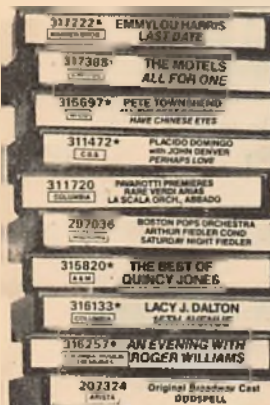 317222* EMMYLOU HARRIS
LAST DATE
317388* THE MOTELS
ALL FOR ONE
315697* PETE TOWNSHEND
HAVE CHINESE EYES
311472* PLACIDO DOMINGO
CBS with JOHN DENVER
PERHAPS LOVE
311720 PAVAROTTI PREMIERES
COLUMBIA RARE VERDI ARIAS
LA SCALA ORCH., ABBADO
297036 BOSTON POPS ORCHESTRA
ARTHUR FIEDLER COND
SATURDAY NIGHT FIEDLER
315820* THE BEST OF
A&M QUINCY JONES
316133* LACY J. DALTON
COLUMBIA 16TH AVENUE
316257* AN EVENING WITH
ROGER WILLIAMS
207324 Original Broadway Cast
ARISTA GODSPELL